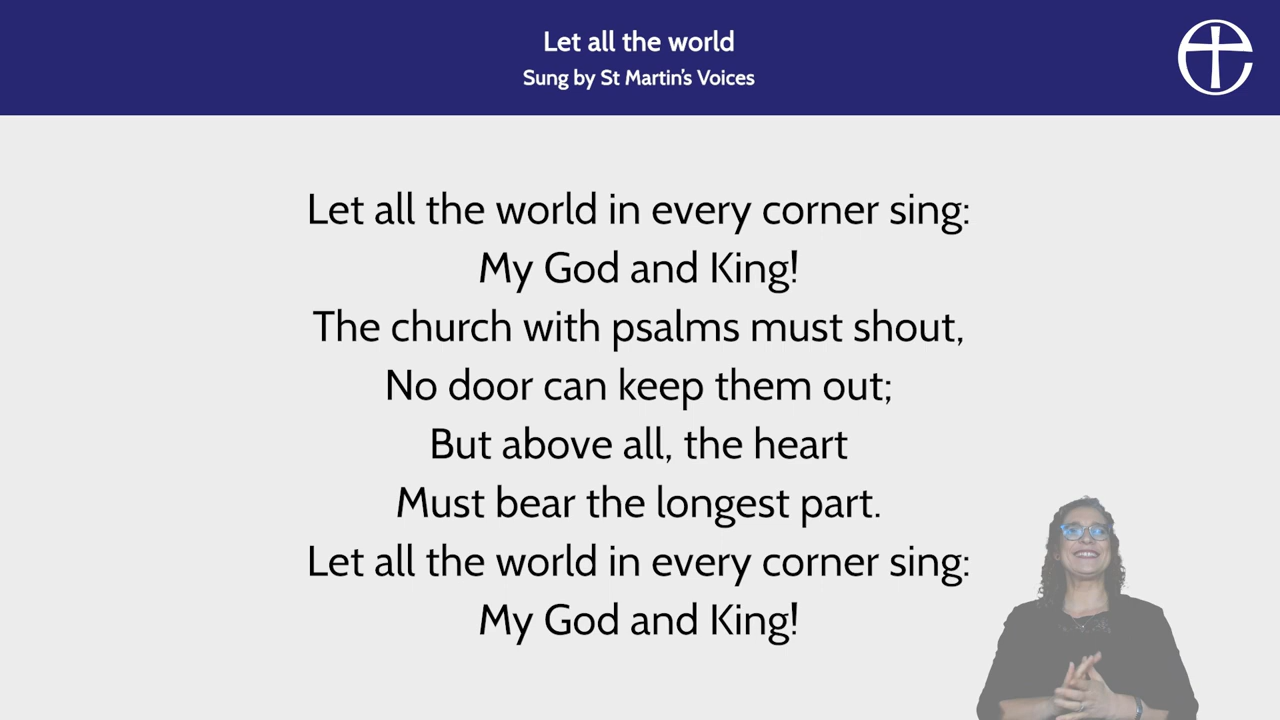 Let all the world
Sung by St Martin's Voices
Let all the world in every corner sing:
My God and King!
The church with psalms must shout,
No door can keep them out;
But above all, the heart
Must bear the longest part.
Let all the world in every corner sing:
My God and King!